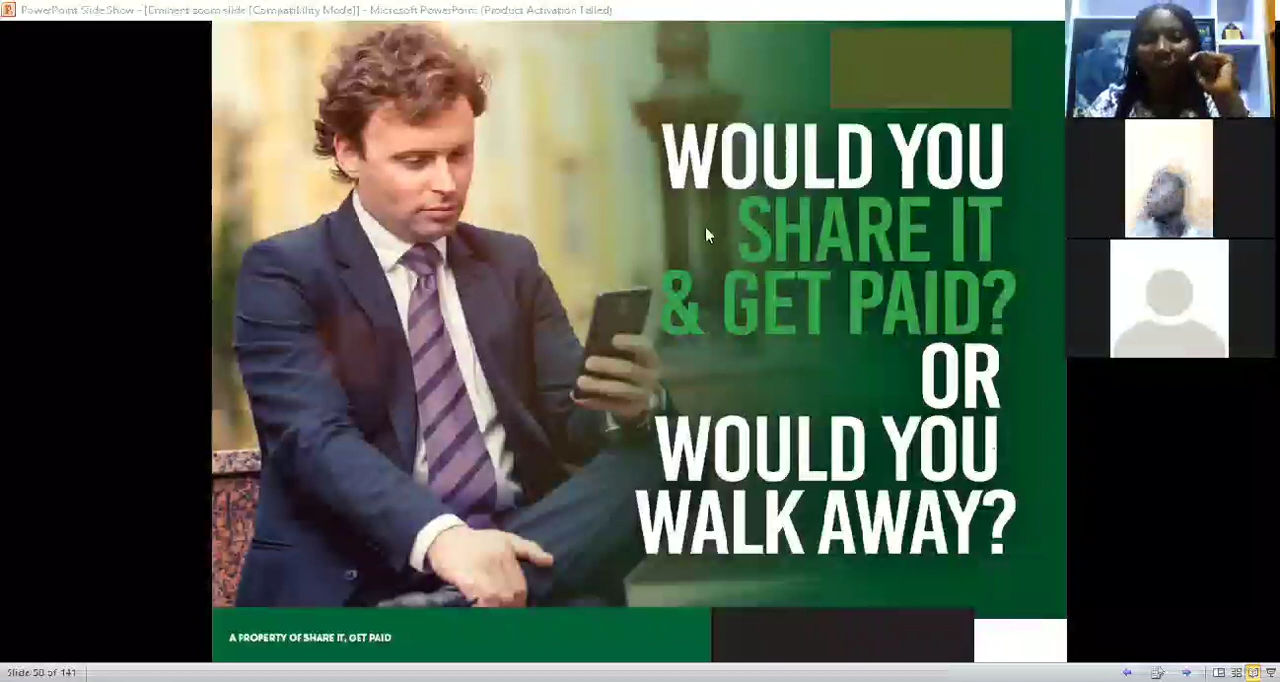 PowerPoint Slide Show - [Eminent zoom slide [Compatibility Mode]] - Microsoft PowerPoint (Product Activation Failed)
WOULD YOU
SHARE IT
& GET PAID?
OR
WOULD YOU
WALK AWAY?
A PROPERTY OF SHARE IT, GET PAID
Slide 50 of 141